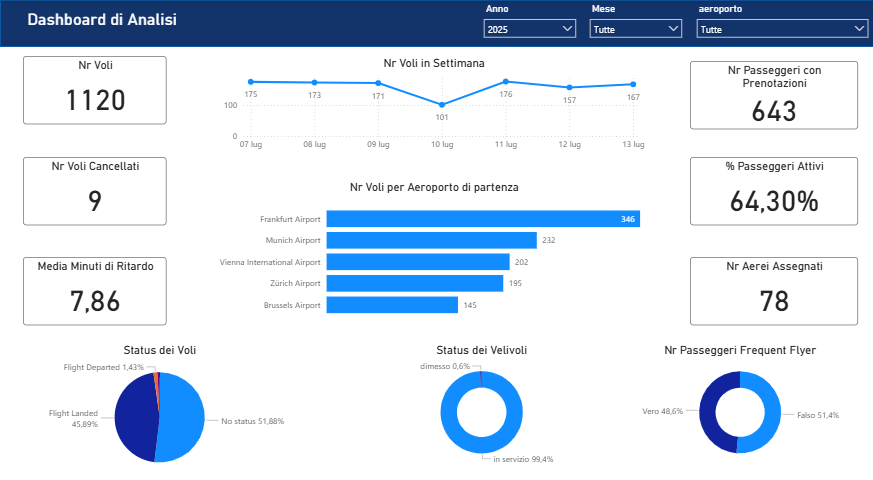 Dashboard di Analisi
Anno
2025
Mese
Tutte
aeroporto
Tutte
Nr Voli
1120
Nr Voli Cancellati
9
Media Minuti di Ritardo
7,86
Nr Voli in Settimana
100
0
175
173
171
101
176
157
167
07 lug
08 lug
09 lug
10 lug
11 lug
12 lug
13 lug
Nr Voli per Aeroporto di partenza
Frankfurt Airport
346
Munich Airport
232
Vienna International Airport
202
Zürich Airport
195
Brussels Airport
145
Nr Passeggeri con
Prenotazioni
643
% Passeggeri Attivi
64,30%
Nr Aerei Assegnati
78
Status dei Voli
Flight Departed 1,43%
Flight Landed
45,89%
No status 51,88%
Status dei Velivoli
dimesso 0,6%
in servizio 99,4%
Nr Passeggeri Frequent Flyer
Vero 48,6%
Falso 51,4%